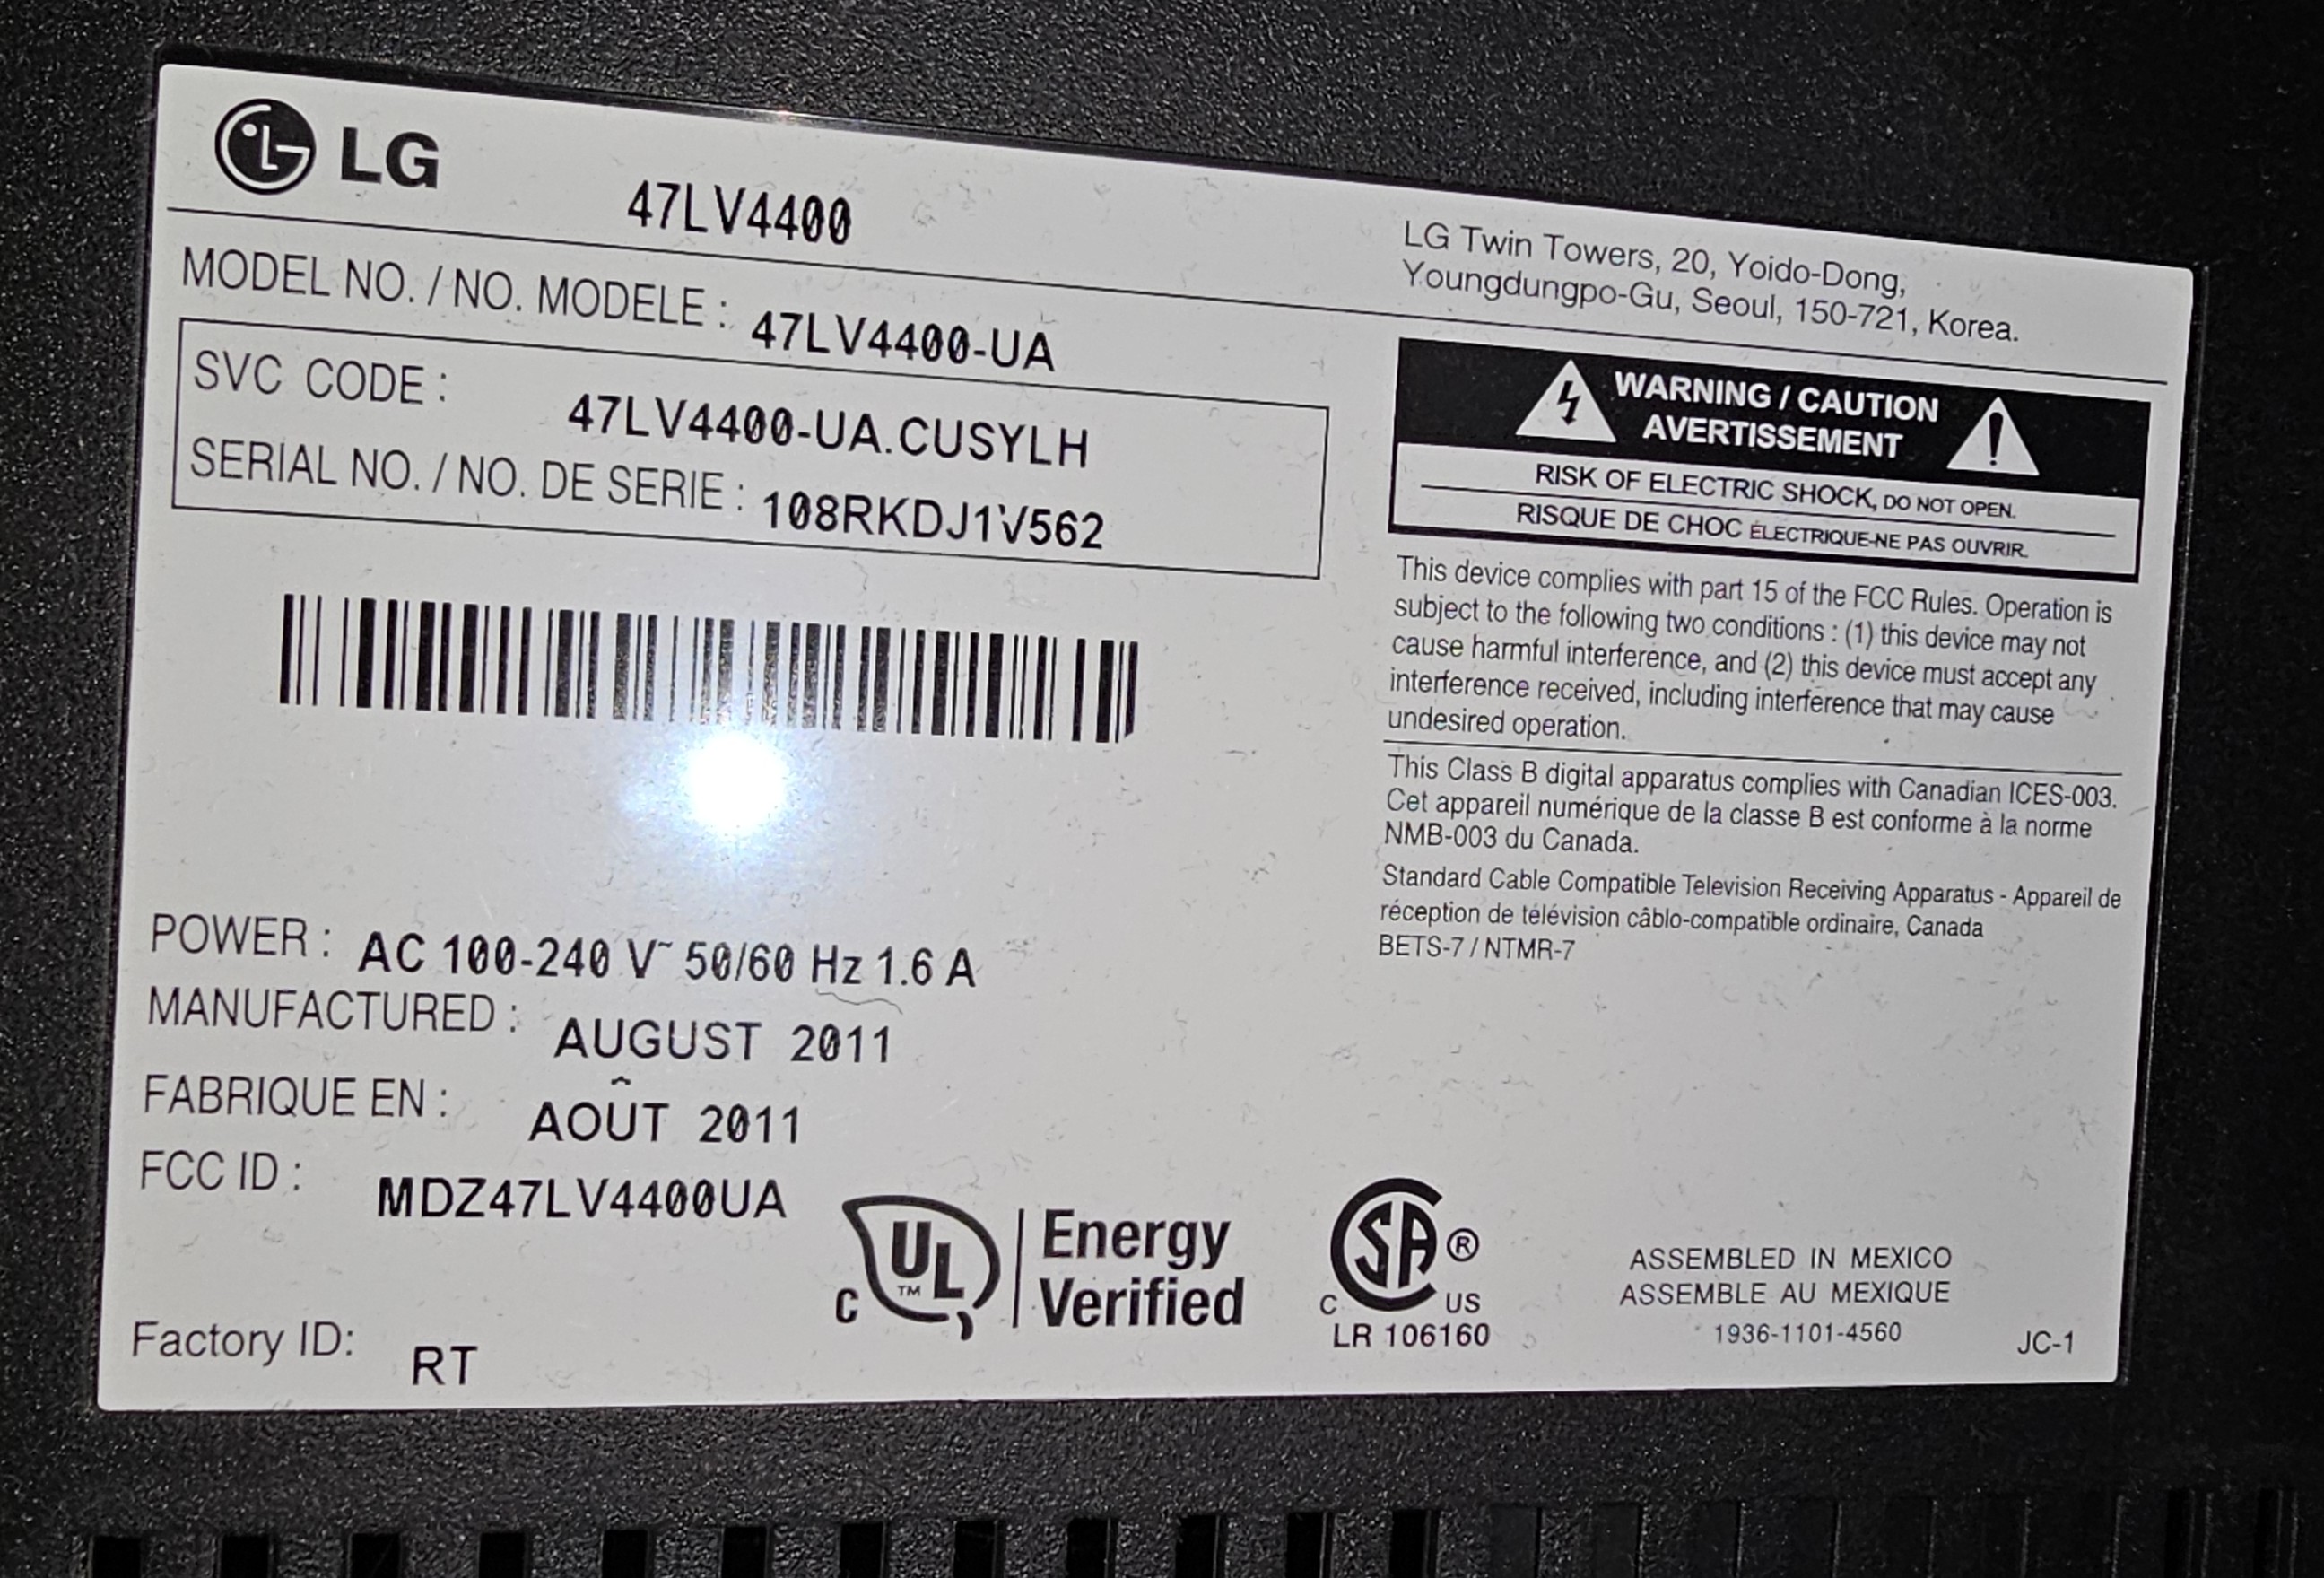 LG
47LV4400
LG Twin Towers, 20, Yoido-Dong,
Youngdungpo-Gu, Seoul, 150-721, Korea.
MODEL NO. / NO. MODELE : 47LV4400-UA
SVC CODE : 47LV4400-UA.CUSYLH
SERIAL NO. / NO. DE SERIE : 108RKDJ1V562
WARNING / CAUTION
AVERTISSEMENT
RISK OF ELECTRIC SHOCK, DO NOT OPEN.
RISQUE DE CHOC ÉLECTRIQUE-NE PAS OUVRIR.
This device complies with part 15 of the FCC Rules. Operation is
subject to the following two conditions : (1) this device may not
cause harmful interference, and (2) this device must accept any
interference received, including interference that may cause
undesired operation.
This Class B digital apparatus complies with Canadian ICES-003.
Cet appareil numérique de la classe B est conforme à la norme
NMB-003 du Canada.
Standard Cable Compatible Television Receiving Apparatus - Appareil de
réception de télévision câblo-compatible ordinaire, Canada
BETS-7 / NTMR-7
POWER : AC 100-240 V~ 50/60 Hz 1.6 A
MANUFACTURED : AUGUST 2011
FABRIQUE EN : AOÛT 2011
FCC ID : MDZ47LV4400UA
Factory ID: RT
C UL TM Energy
Verified
SA ®
C US
LR 106160
ASSEMBLED IN MEXICO
ASSEMBLE AU MEXIQUE
1936-1101-4560
JC-1